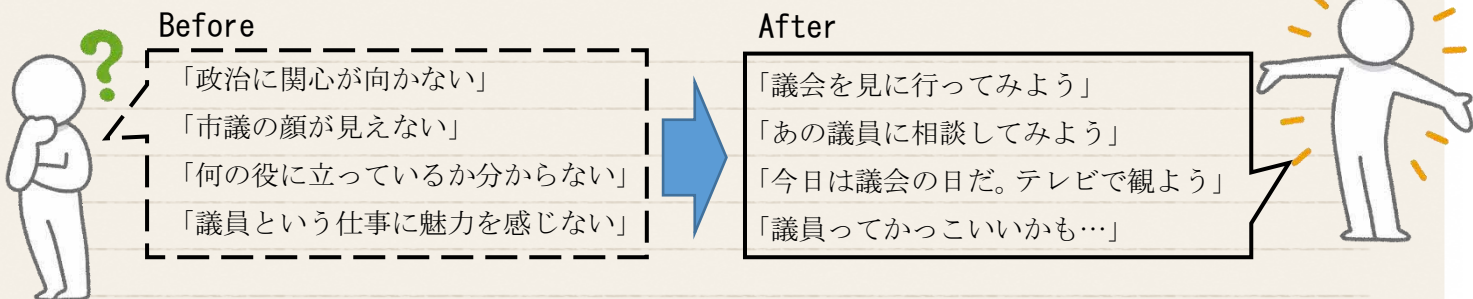 Before
「政治に関心が向かない」
「市議の顔が見えない」
「何の役に立っているか分からない」
「議員という仕事に魅力を感じない」
After
「議会を見に行ってみよう」
「あの議員に相談してみよう」
「今日は議会の日だ。テレビで観よう」
「議員ってかっこいいかも…」